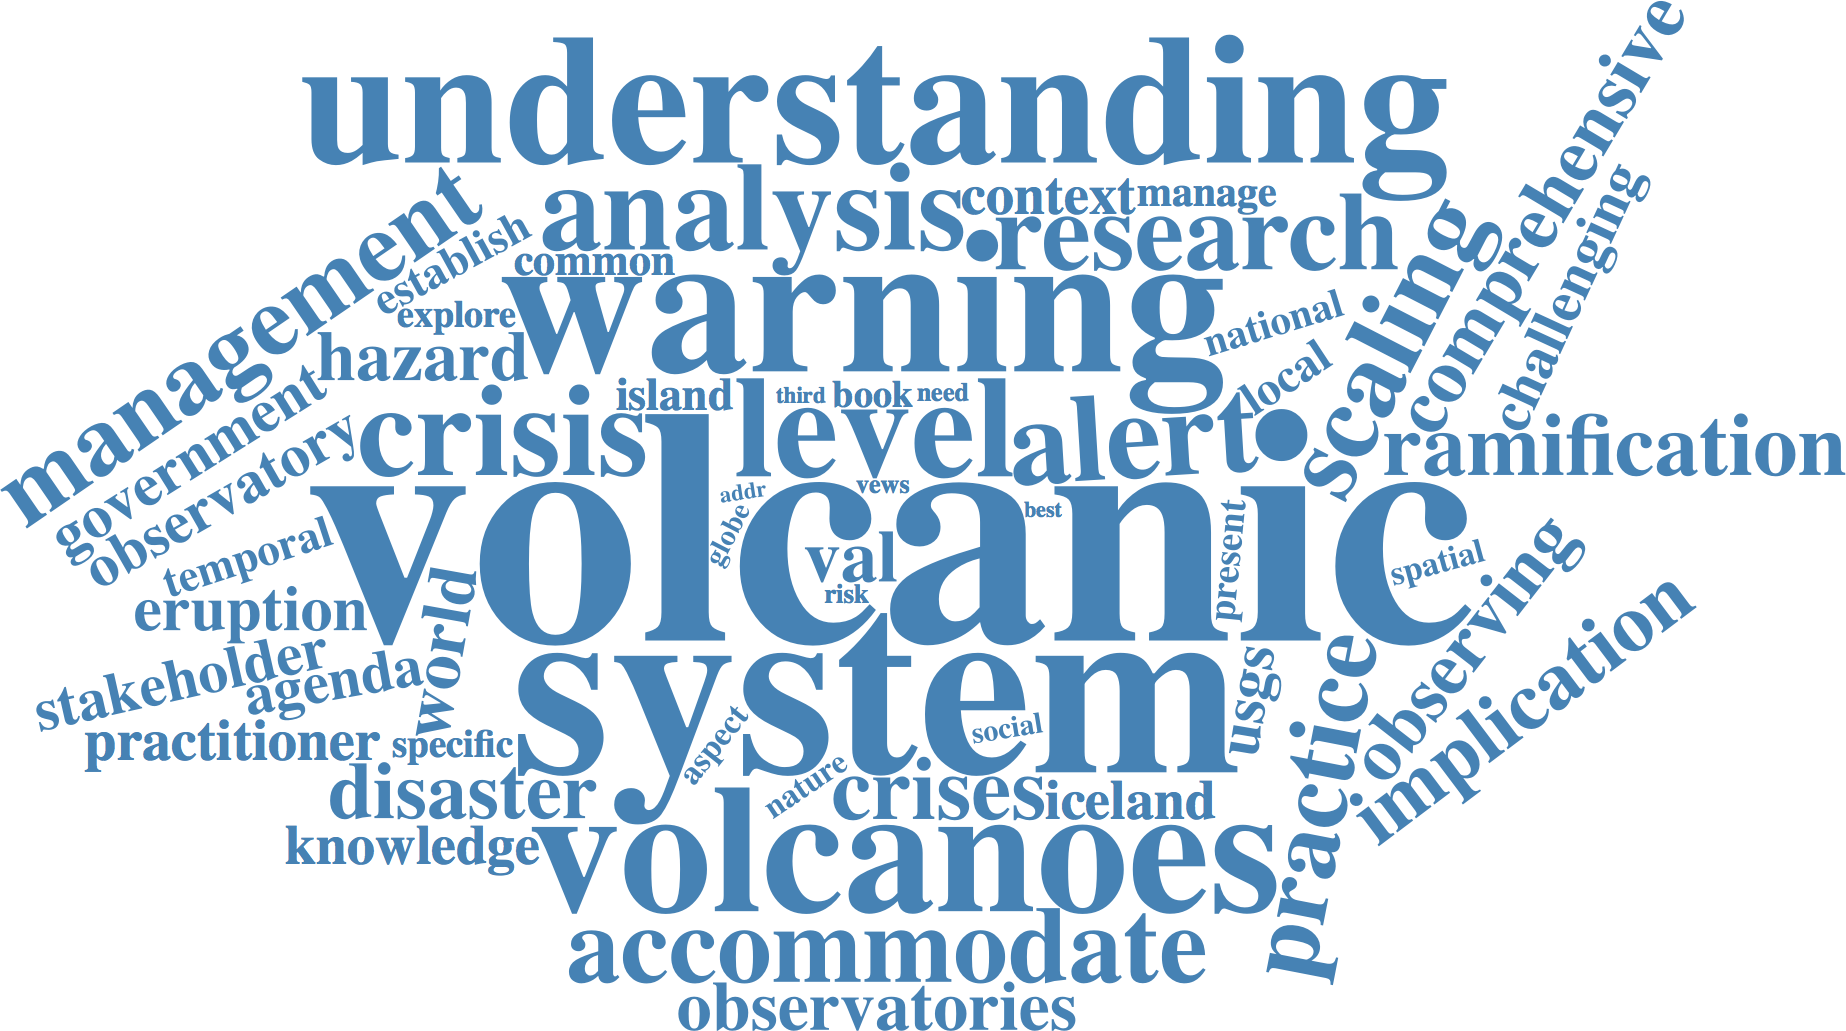 understanding
comprehensive
analysis
context
manage
management
establish
research
scaling
challenging
common
warning
explore
national
hazard
local
government
island
third
book
need
crisis
level
alert
ramification
observatory
volcanic
addr
vews
best
globe
val
risk
present
spatial
temporal
eruption
world
observing
stakeholder
agenda
system
social
usgs
implication
practitioner
specific
aspect
nature
practice
disaster
crises
iceland
knowledge
volcanoes
accommodate
observatories